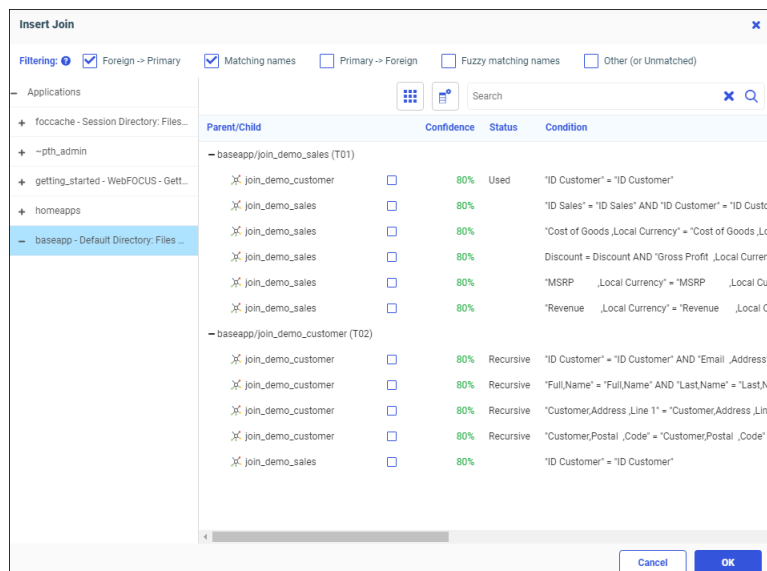 Insert Join
Filtering: Foreign -> Primary Matching names Primary -> Foreign Fuzzy matching names Other (or Unmatched)
Applications
foccache - Session Directory: Files...
~pth_admin
getting_started - WebFOCUS - Gett...
homeapps
baseapp - Default Directory: Files ...
Search
Parent/Child Confidence Status Condition
baseapp/join_demo_sales (T01)
join_demo_customer 80% Used "ID Customer" = "ID Customer"
join_demo_sales 80% "ID Sales" = "ID Sales" AND "ID Customer" = "ID Custo
join_demo_sales 80% "Cost of Goods ,Local Currency" = "Cost of Goods ,Lo
join_demo_sales 80% Discount = Discount AND "Gross Profit ,Local Curren
join_demo_sales 80% "MSRP ,Local Currency" = "MSRP ,Local Cu
join_demo_sales 80% "Revenue ,Local Currency" = "Revenue ,Local C
baseapp/join_demo_customer (T02)
join_demo_customer 80% Recursive "ID Customer" = "ID Customer" AND "Email ,Address
join_demo_customer 80% Recursive "Full,Name" = "Full,Name" AND "Last,Name" = "Last,N
join_demo_customer 80% Recursive "Customer,Address ,Line 1" = "Customer,Address ,Lin
join_demo_customer 80% Recursive "Customer,Postal ,Code" = "Customer,Postal ,Code"
join_demo_sales 80% "ID Customer" = "ID Customer"
Cancel OK